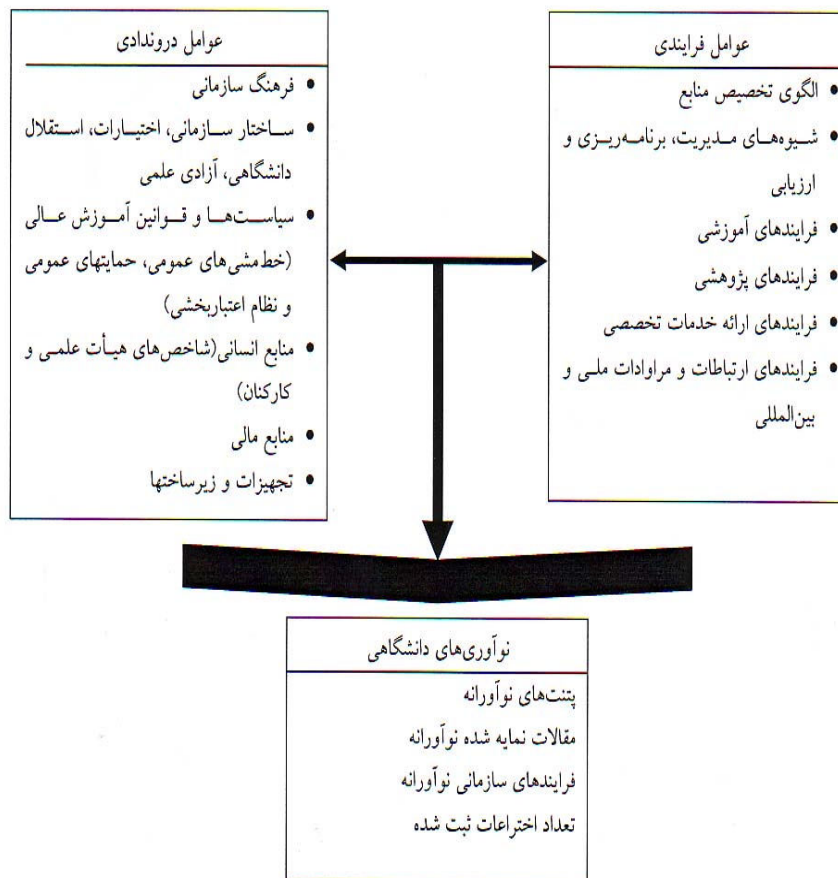 عوامل فرایندی
• الگوی تخصیص منابع
• شیوه‌های مدیریت، برنامه‌ریزی و
ارزیابی
• فرایندهای آموزشی
• فرایندهای پژوهشی
• فرایندهای ارائه خدمات تخصصی
• فرایندهای ارتباطات و مراوادات ملی و
بین‌المللی
عوامل دروندادی
• فرهنگ سازمانی
• ساختار سازمانی، اختیارات، استقلال
دانشگاهی، آزادی علمی
• سیاست‌ها و قوانین آموزش عالی
(خط‌مشی‌های عمومی، حمایتهای عمومی
و نظام اعتباربخشی)
• منابع انسانی(شاخص‌های هیأت علمی و
کارکنان)
• منابع مالی
• تجهیزات و زیرساختها
نوآوری‌های دانشگاهی
پتنت‌های نوآورانه
مقالات نمایه شده نوآورانه
فرایندهای سازمانی نوآورانه
تعداد اختراعات ثبت شده